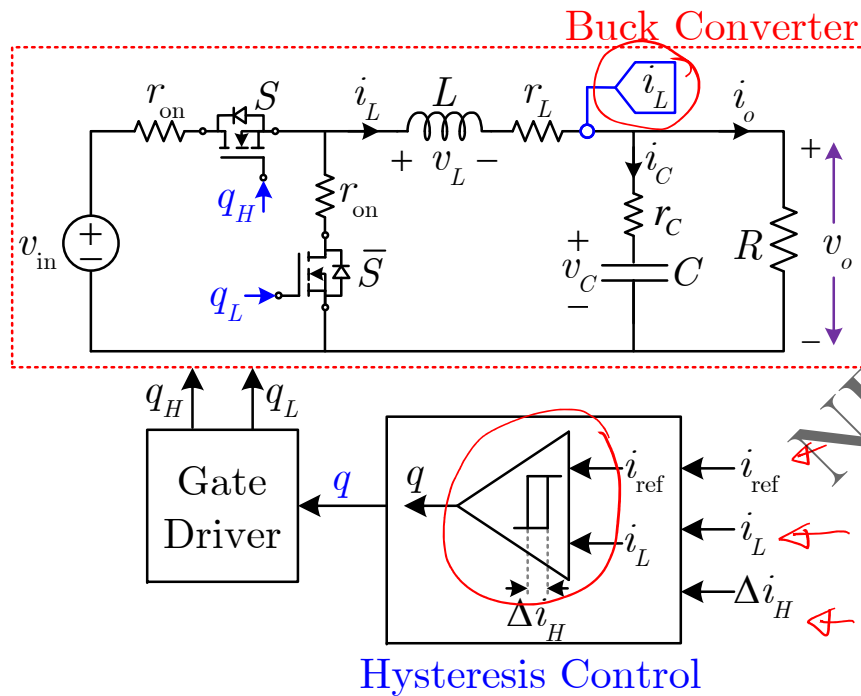 Buck Converter
r_on
S
i_L
L
r_L
i_L
i_o
+ v_L −
i_C
+
q_H
r_on
r_C
v_in
+
−
S̅
+
v_C
−
C
R
v_o
q_L
−
q_H
q_L
Gate
Driver
q
q
i_ref
i_ref
i_L
i_L
Δi_H
Δi_H
Hysteresis Control